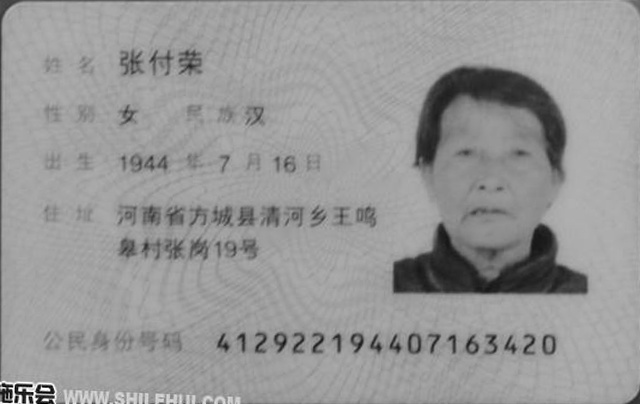 姓名 张付荣
性别 女 民族 汉
出生 1944 年 7 月 16 日
住址 河南省方城县清河乡王鸣
皋村张岗19号
公民身份号码 412922194407163420
施乐会 WWW.SHILEHUI.COM